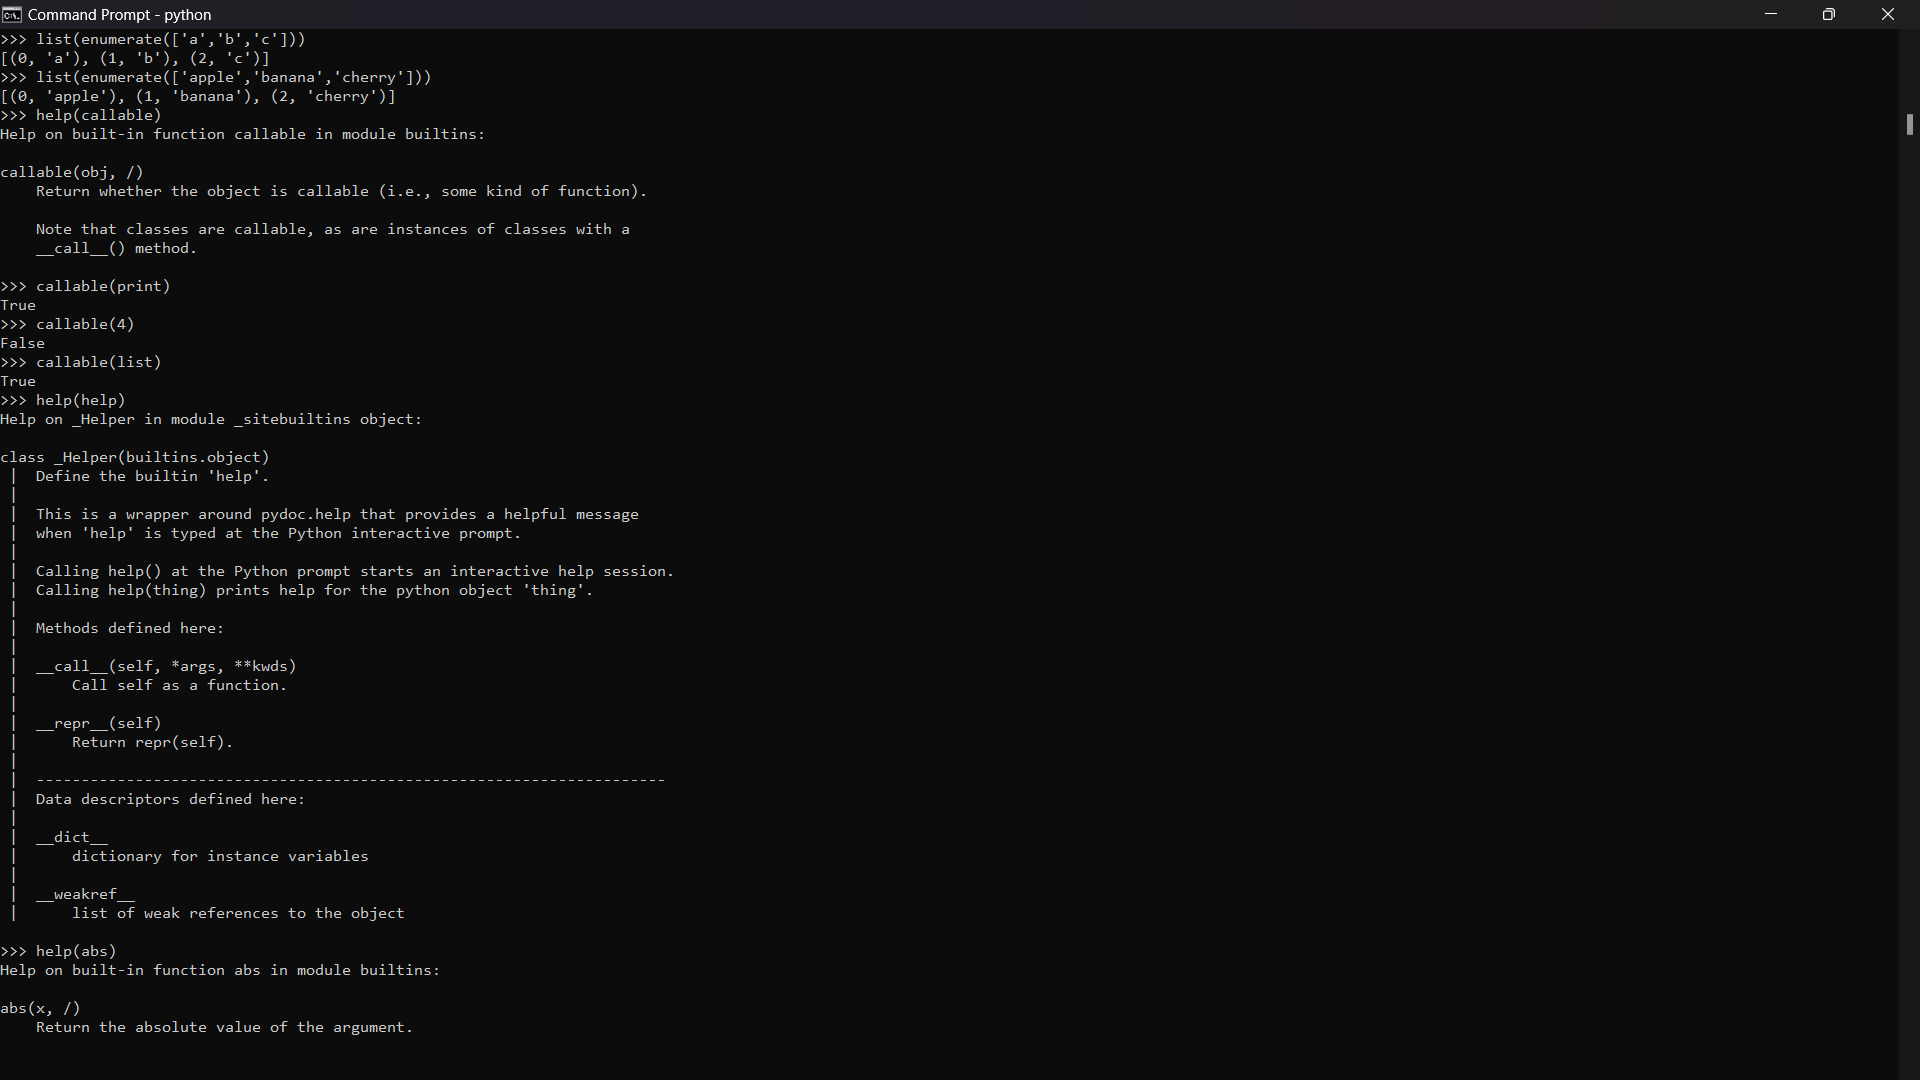 Command Prompt - python
>>> list(enumerate(['a','b','c']))
[(0, 'a'), (1, 'b'), (2, 'c')]
>>> list(enumerate(['apple','banana','cherry']))
[(0, 'apple'), (1, 'banana'), (2, 'cherry')]
>>> help(callable)
Help on built-in function callable in module builtins:

callable(obj, /)
    Return whether the object is callable (i.e., some kind of function).

    Note that classes are callable, as are instances of classes with a
    __call__() method.

>>> callable(print)
True
>>> callable(4)
False
>>> callable(list)
True
>>> help(help)
Help on _Helper in module _sitebuiltins object:

class _Helper(builtins.object)
 |  Define the builtin 'help'.
 |
 |  This is a wrapper around pydoc.help that provides a helpful message
 |  when 'help' is typed at the Python interactive prompt.
 |
 |  Calling help() at the Python prompt starts an interactive help session.
 |  Calling help(thing) prints help for the python object 'thing'.
 |
 |  Methods defined here:
 |
 |  __call__(self, *args, **kwds)
 |      Call self as a function.
 |
 |  __repr__(self)
 |      Return repr(self).
 |
 |  ----------------------------------------------------------------------
 |  Data descriptors defined here:
 |
 |  __dict__
 |      dictionary for instance variables
 |
 |  __weakref__
 |      list of weak references to the object

>>> help(abs)
Help on built-in function abs in module builtins:

abs(x, /)
    Return the absolute value of the argument.